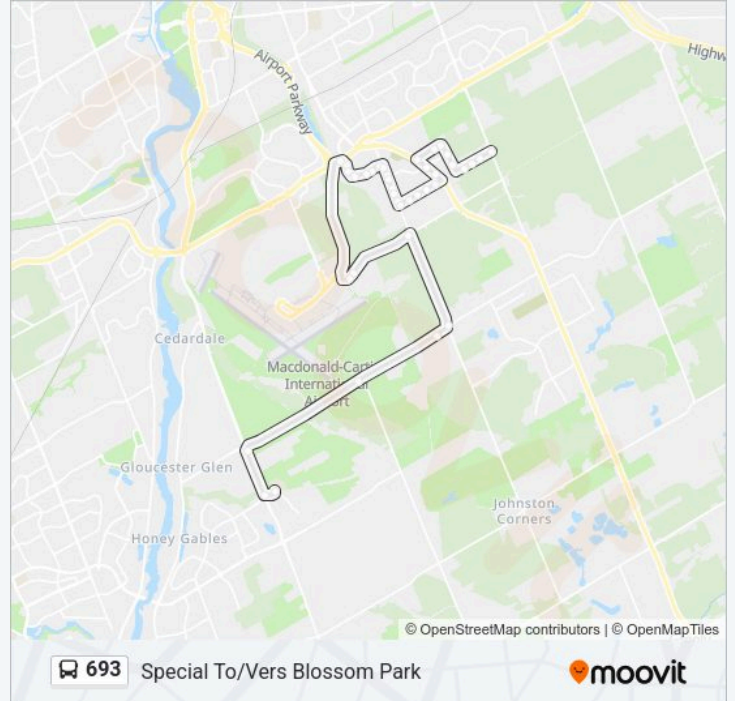 Highw
Airport Parkway
Cedardale
Macdonald-Carti
International
Airport
Gloucester Glen
Johnston
Corners
Honey Gables
© OpenStreetMap contributors | © OpenMapTiles
693 Special To/Vers Blossom Park
moovit